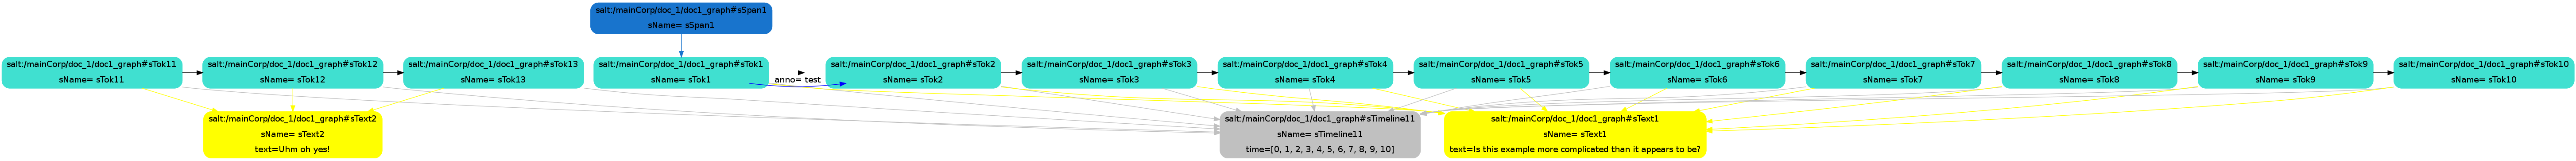 salt:/mainCorp/doc_1/doc1_graph#sSpan1
sName= sSpan1
salt:/mainCorp/doc_1/doc1_graph#sTok11
sName= sTok11
salt:/mainCorp/doc_1/doc1_graph#sTok12
sName= sTok12
salt:/mainCorp/doc_1/doc1_graph#sTok13
sName= sTok13
salt:/mainCorp/doc_1/doc1_graph#sTok1
sName= sTok1
anno= test
salt:/mainCorp/doc_1/doc1_graph#sTok2
sName= sTok2
salt:/mainCorp/doc_1/doc1_graph#sTok3
sName= sTok3
salt:/mainCorp/doc_1/doc1_graph#sTok4
sName= sTok4
salt:/mainCorp/doc_1/doc1_graph#sTok5
sName= sTok5
salt:/mainCorp/doc_1/doc1_graph#sTok6
sName= sTok6
salt:/mainCorp/doc_1/doc1_graph#sTok7
sName= sTok7
salt:/mainCorp/doc_1/doc1_graph#sTok8
sName= sTok8
salt:/mainCorp/doc_1/doc1_graph#sTok9
sName= sTok9
salt:/mainCorp/doc_1/doc1_graph#sTok10
sName= sTok10
salt:/mainCorp/doc_1/doc1_graph#sText2
sName= sText2
text=Uhm oh yes!
salt:/mainCorp/doc_1/doc1_graph#sTimeline11
sName= sTimeline11
time=[0, 1, 2, 3, 4, 5, 6, 7, 8, 9, 10]
salt:/mainCorp/doc_1/doc1_graph#sText1
sName= sText1
text=Is this example more complicated than it appears to be?